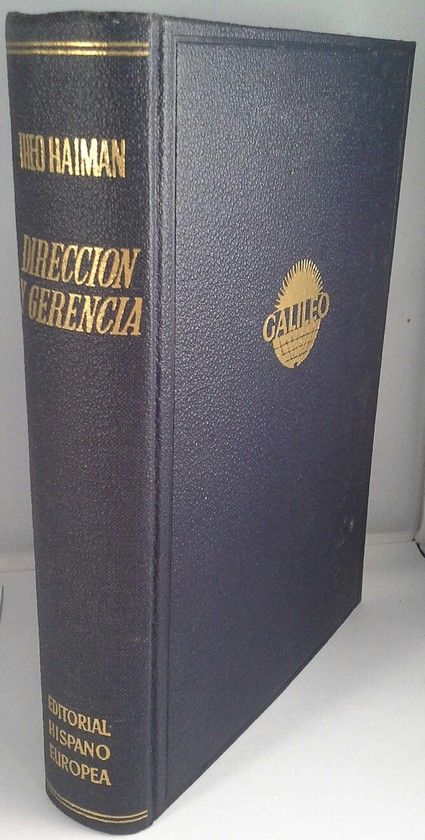 THEO HAIMAN
DIRECCION
Y GERENCIA
EDITORIAL
HISPANO
EUROPEA
GALILEO